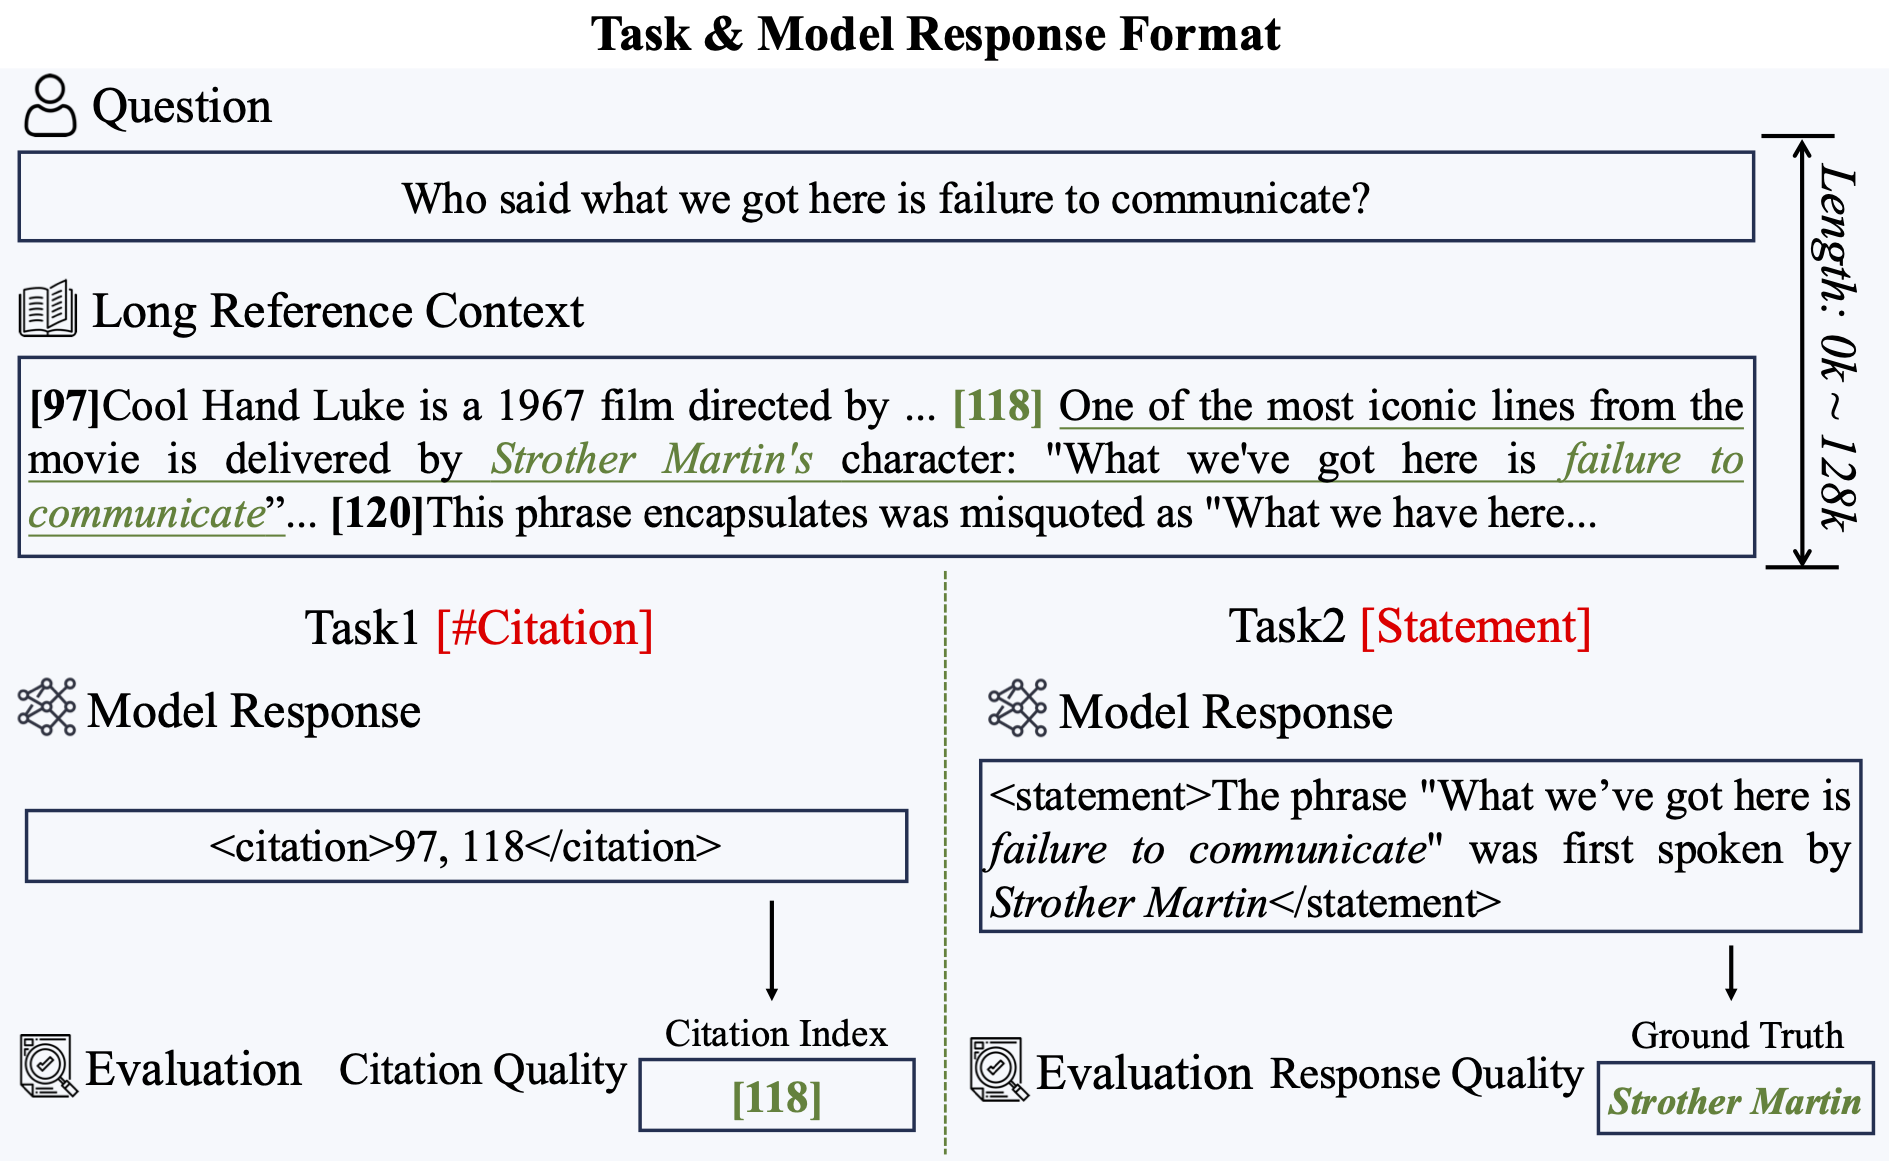 Task & Model Response Format
Question
Who said what we got here is failure to communicate?
Long Reference Context
[97]Cool Hand Luke is a 1967 film directed by ... [118] One of the most iconic lines from the
movie is delivered by Strother Martin's character: "What we've got here is failure to
communicate”... [120]This phrase encapsulates was misquoted as "What we have here...
Length: 0k ~ 128k
Task1 [#Citation]
Model Response
<citation>97, 118</citation>
Evaluation
Citation Quality
Citation Index
[118]
Task2 [Statement]
Model Response
<statement>The phrase "What we’ve got here is
failure to communicate" was first spoken by
Strother Martin</statement>
Evaluation
Response Quality
Ground Truth
Strother Martin